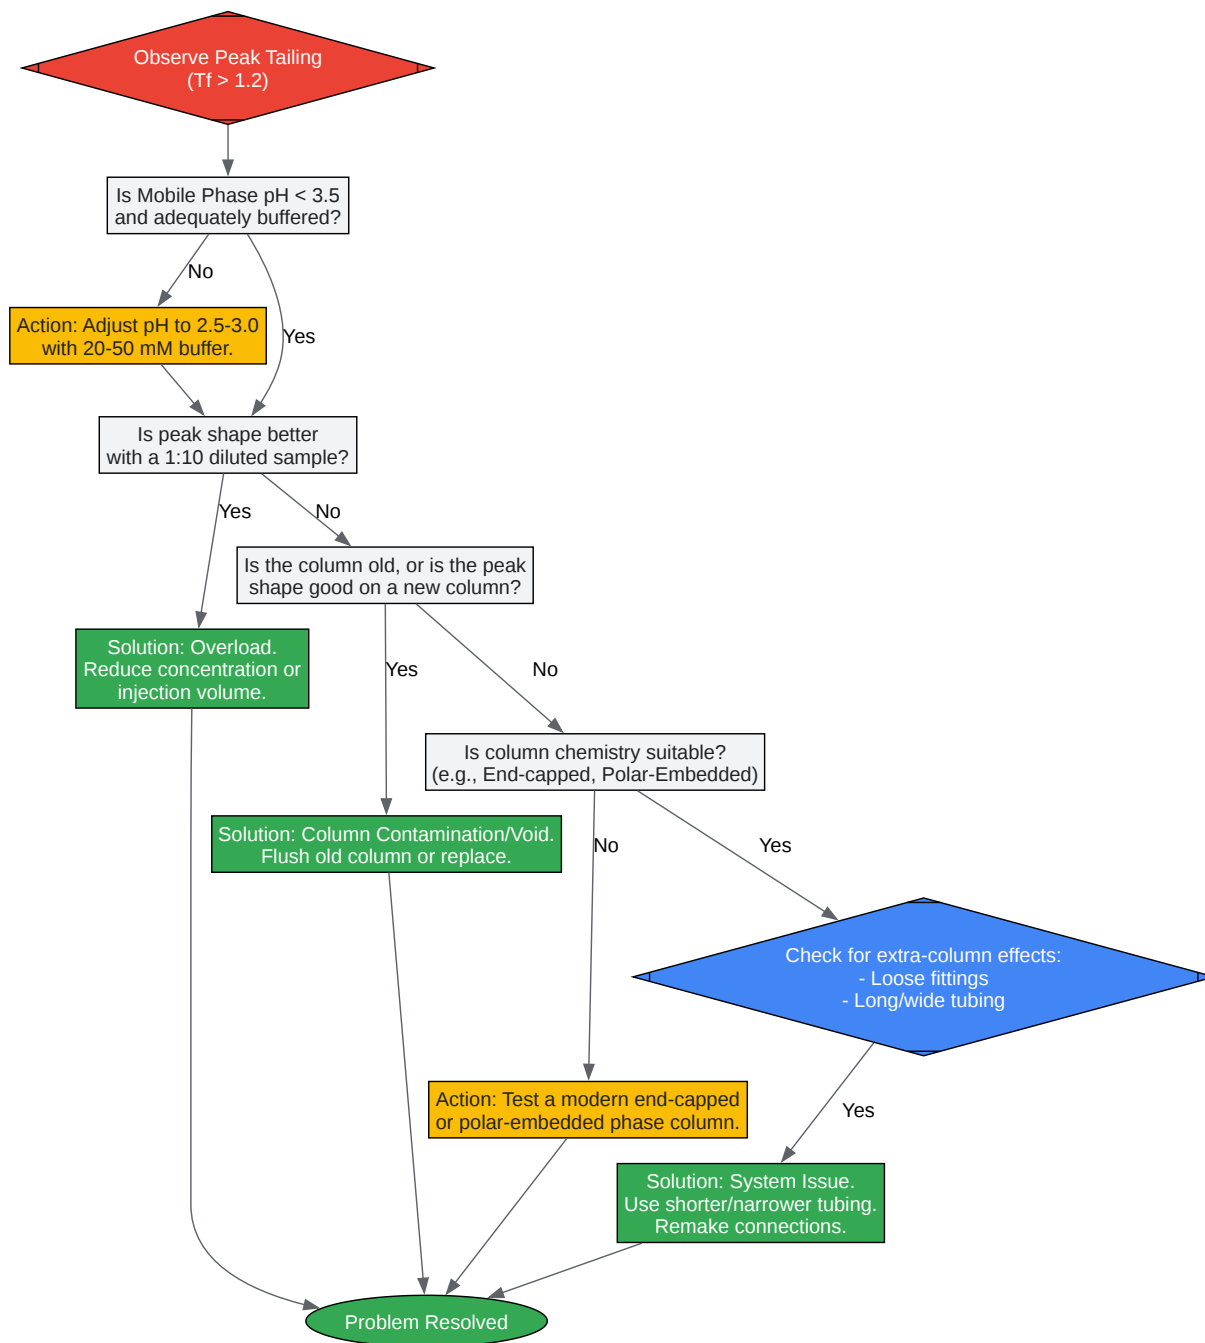 Observe Peak Tailing
(Tf > 1.2)
Is Mobile Phase pH < 3.5
and adequately buffered?
No
Action: Adjust pH to 2.5-3.0
with 20-50 mM buffer.
Yes
Is peak shape better
with a 1:10 diluted sample?
Yes
No
Is the column old, or is the peak
shape good on a new column?
Solution: Overload.
Reduce concentration or
injection volume.
Yes
No
Is column chemistry suitable?
(e.g., End-capped, Polar-Embedded)
Solution: Column Contamination/Void.
Flush old column or replace.
No
Yes
Check for extra-column effects:
- Loose fittings
- Long/wide tubing
Action: Test a modern end-capped
or polar-embedded phase column.
Yes
Solution: System Issue.
Use shorter/narrower tubing.
Remake connections.
Problem Resolved